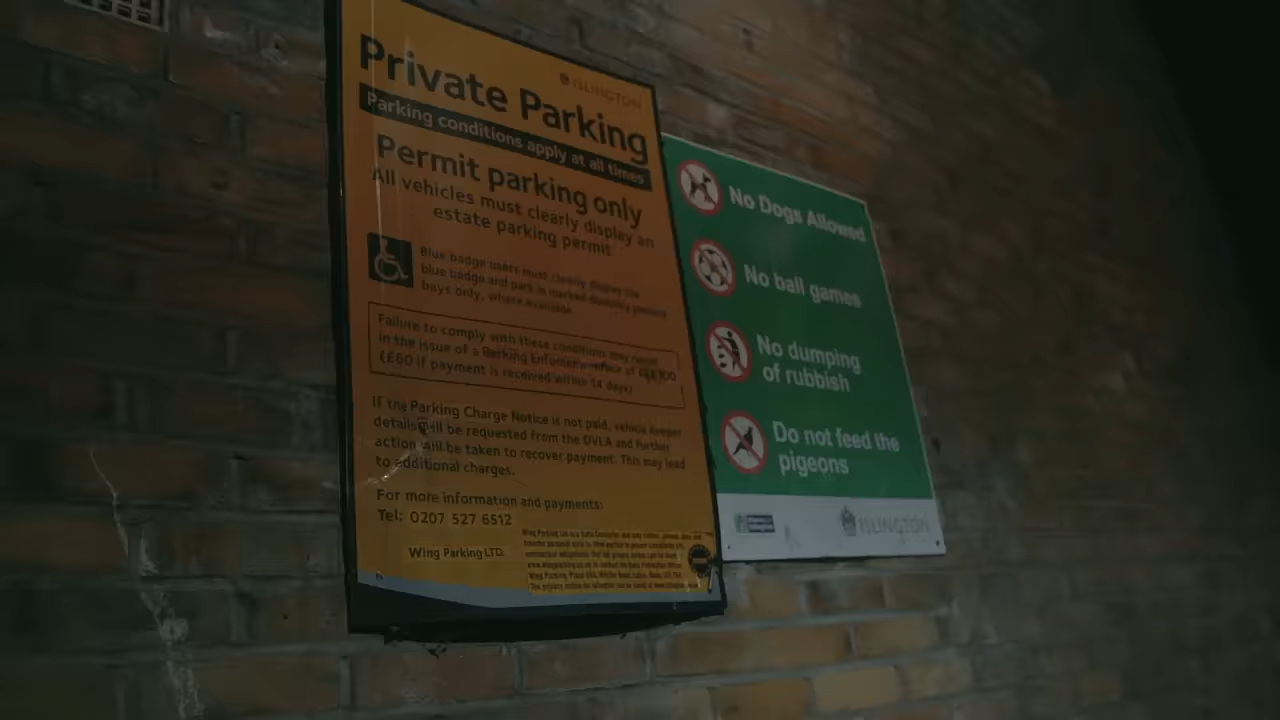 ISLINGTON
Private Parking
Parking conditions apply at all times
Permit parking only
All vehicles must clearly display an
estate parking permit
Blue badge users must clearly display the
blue badge and park in marked disability
bays only, where available
Failure to comply with these conditions may result
in the issue of a Parking
(£60 if payment is received within 14 days)
If the Parking Charge Notice is not paid, vehicle keeper
details will be requested from the DVLA and further
action will be taken to recover payment. This may lead
to additional charges.
For more information and payments:
Tel: 0207 527 6512
Wing Parking LTD.
No Dogs Allowed
No ball games
No dumping
of rubbish
Do not feed the
pigeons
ISLINGTON